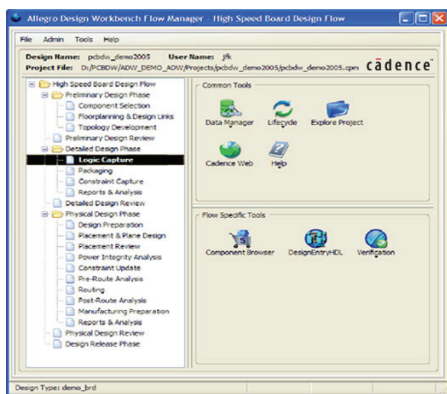 Allegro Design Workbench Flow Manager - High Speed Board Design Flow
File Admin Tools Help
Design Name: pcbdw_demo2005 User Name: jfk
Project File: D:/PCBDW/ADW_DEMO_ADW/Projects/pcbdw_demo2005/pcbdw_demo2005.cpm
cādence
High Speed Board Design Flow
Preliminary Design Phase
Component Selection
Floorplanning & Design Links
Topology Development
Preliminary Design Review
Detailed Design Phase
Logic Capture
Packaging
Constraint Capture
Reports & Analysis
Detailed Design Review
Physical Design Phase
Design Preparation
Placement & Plane Design
Placement Review
Power Integrity Analysis
Constraint Update
Pre-Route Analysis
Routing
Post-Route Analysis
Manufacturing Preparation
Reports & Analysis
Physical Design Review
Design Release Phase
Common Tools
Data Manager Lifecycle Explore Project
Cadence Web Help
Flow Specific Tools
Component Browser DesignEntryHDL Verification
Design Type: demo_brd